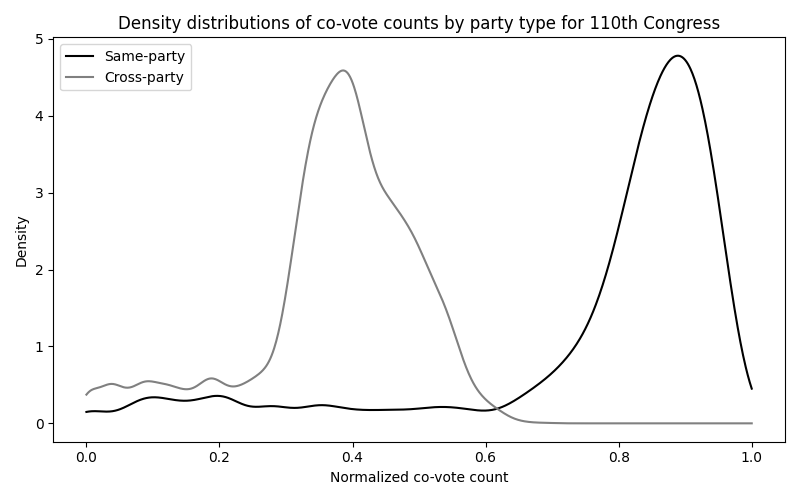 Density distributions of co-vote counts by party type for 110th Congress
Same-party
Cross-party
Density
5
4
3
2
1
0
0.0 0.2 0.4 0.6 0.8 1.0
Normalized co-vote count